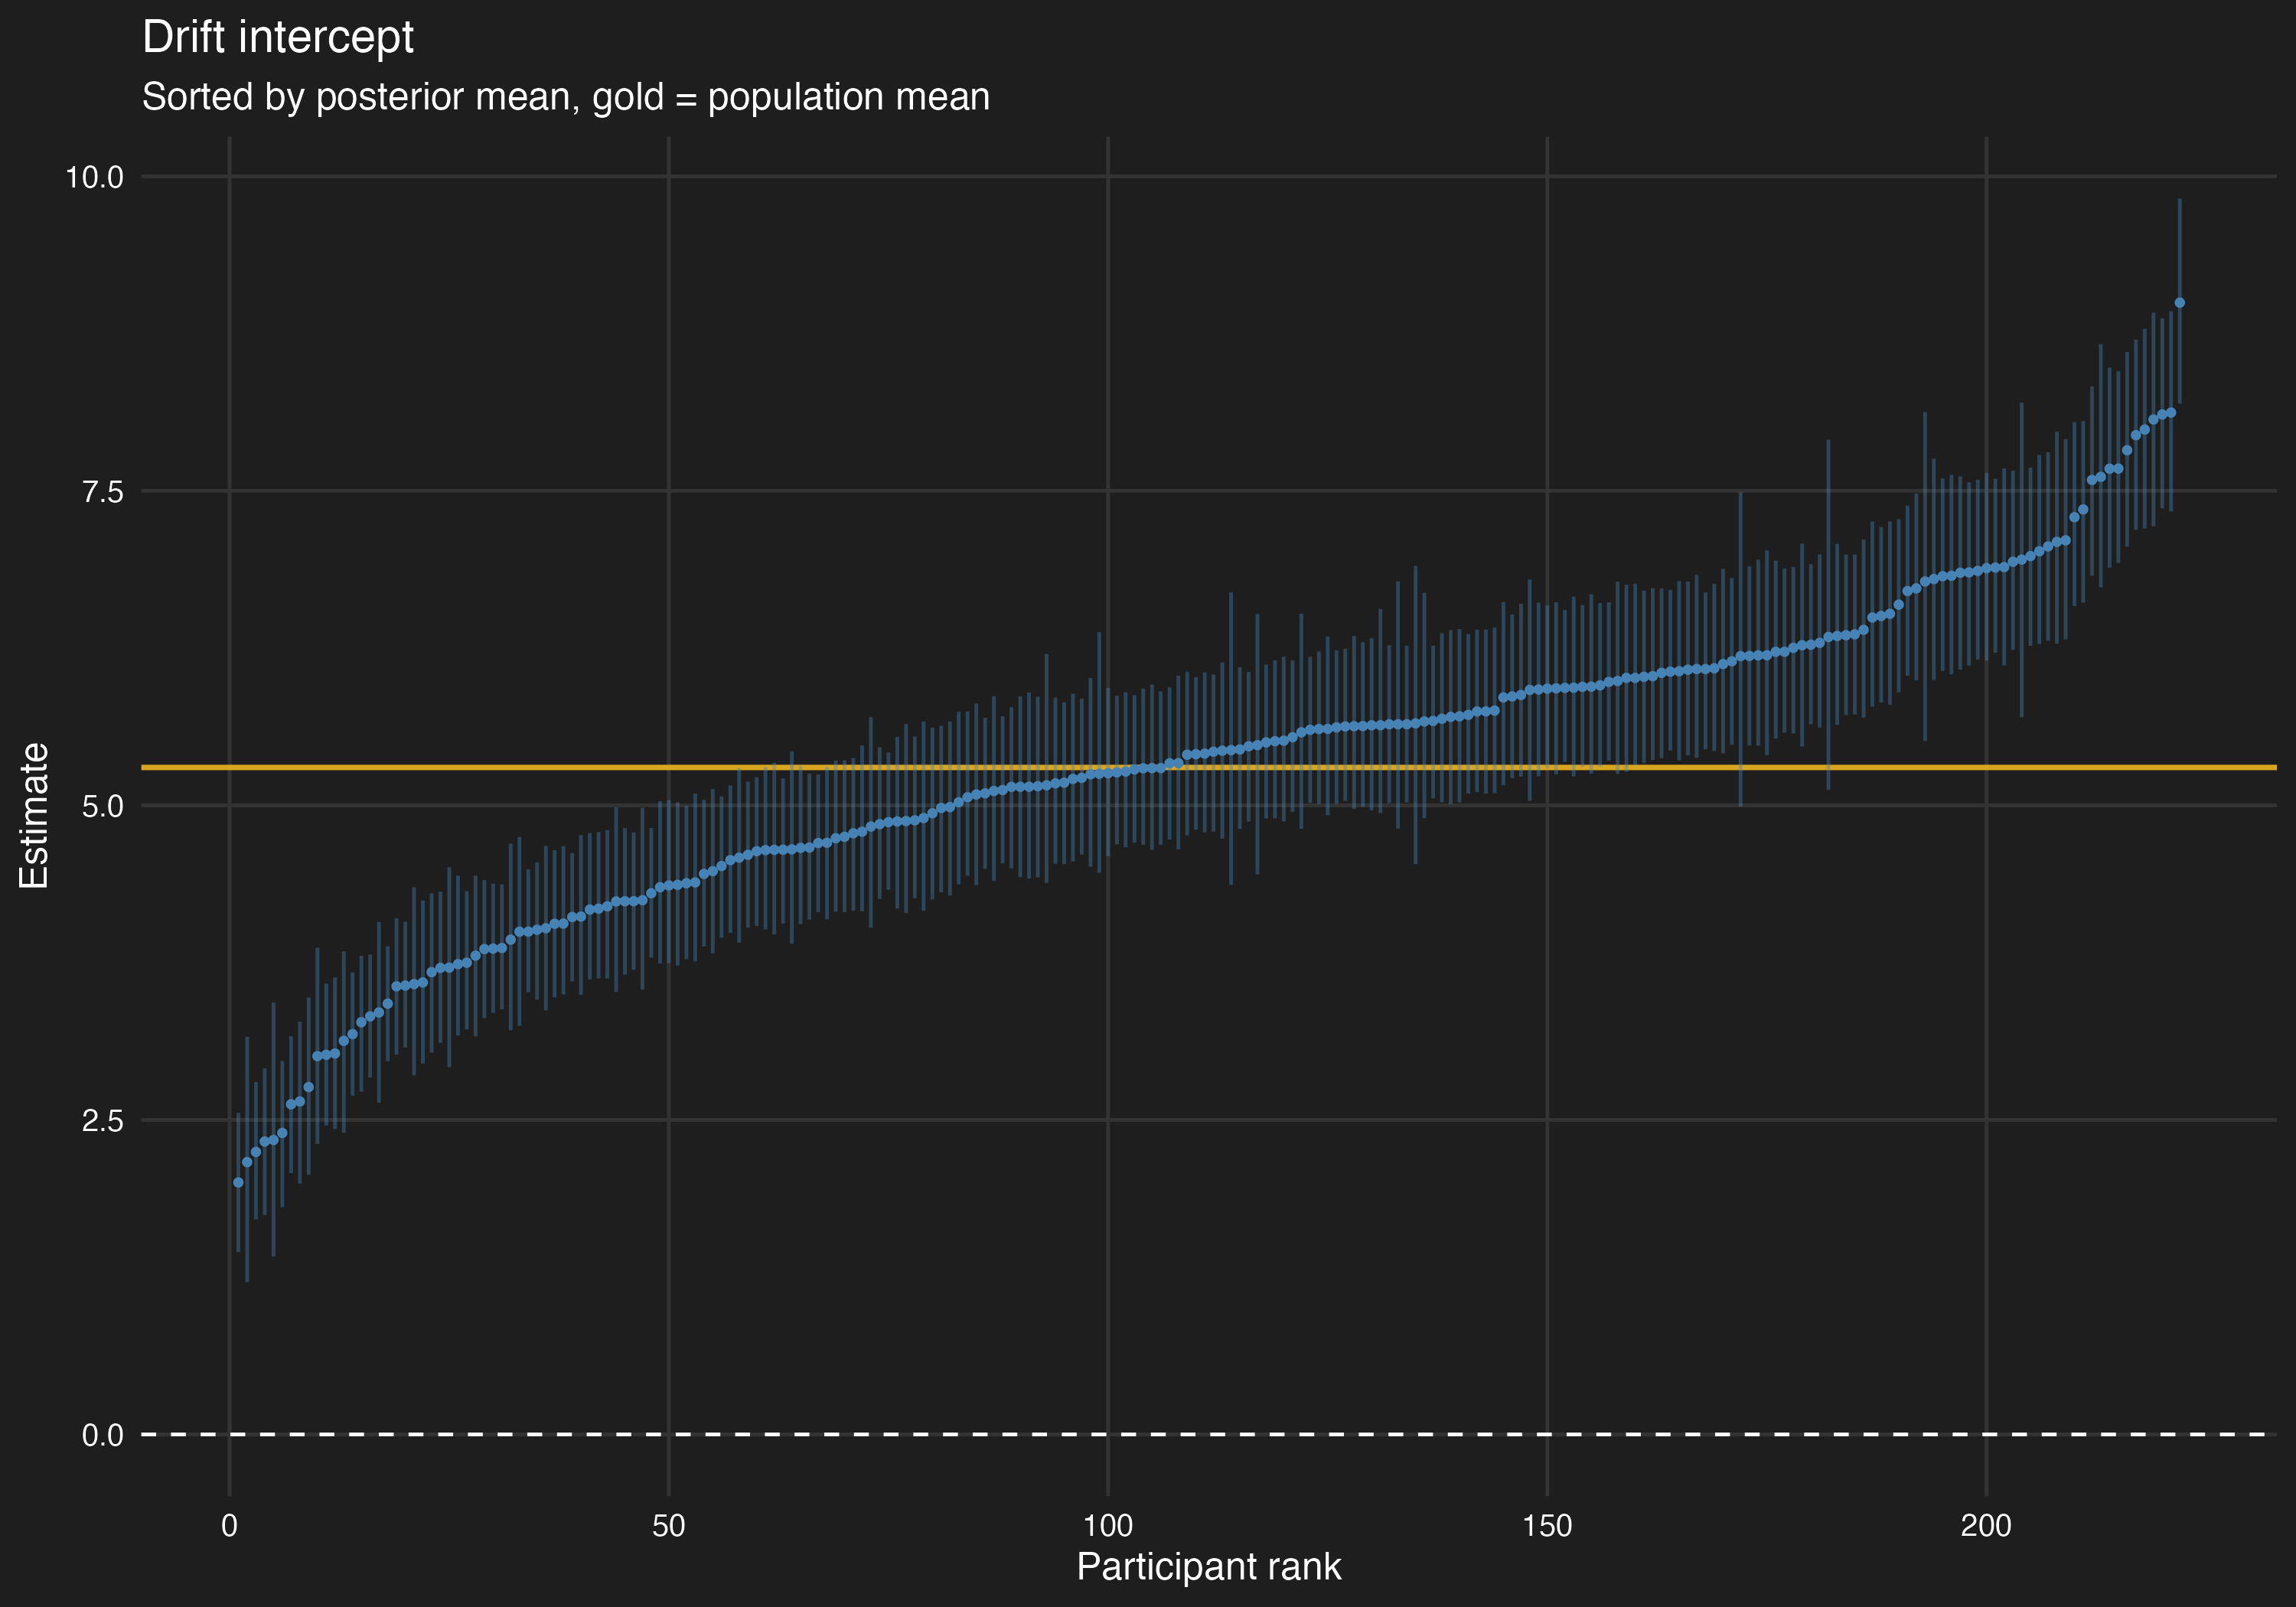 Drift intercept
Sorted by posterior mean, gold = population mean
10.0
7.5
5.0
2.5
0.0
Estimate
0 50 100 150 200
Participant rank